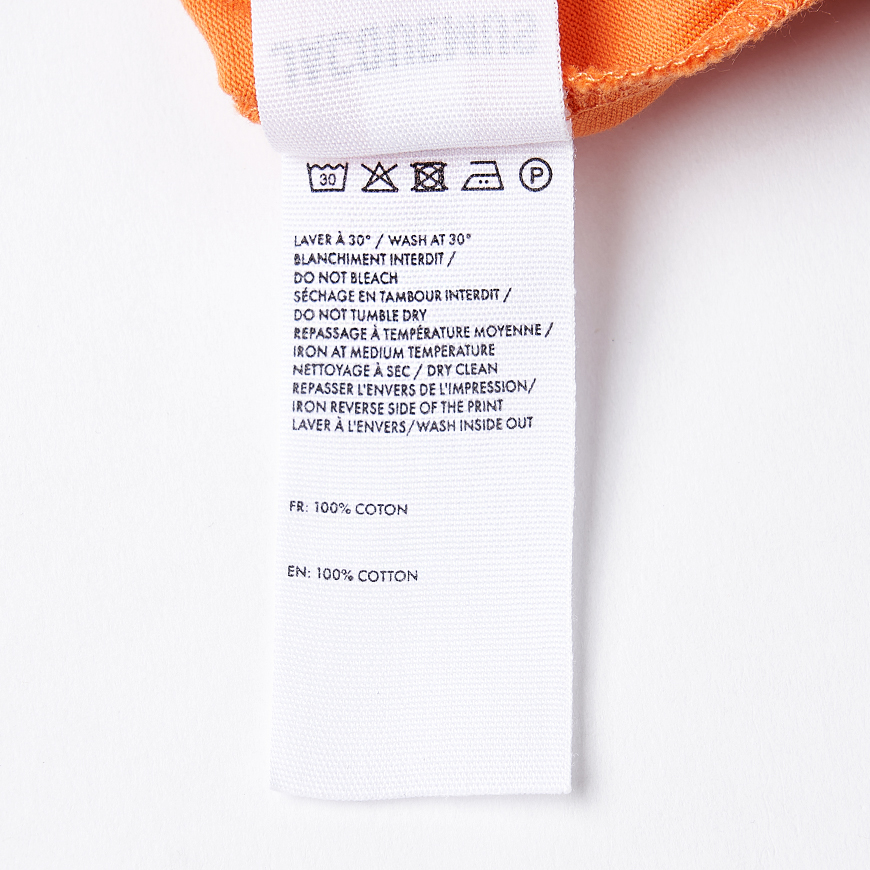 30
P
LAVER À 30° / WASH AT 30°
BLANCHIMENT INTERDIT /
DO NOT BLEACH
SÉCHAGE EN TAMBOUR INTERDIT /
DO NOT TUMBLE DRY
REPASSAGE À TEMPÉRATURE MOYENNE /
IRON AT MEDIUM TEMPERATURE
NETTOYAGE À SEC / DRY CLEAN
REPASSER L'ENVERS DE L'IMPRESSION/
IRON REVERSE SIDE OF THE PRINT
LAVER À L'ENVERS/WASH INSIDE OUT
FR: 100% COTON
EN: 100% COTTON